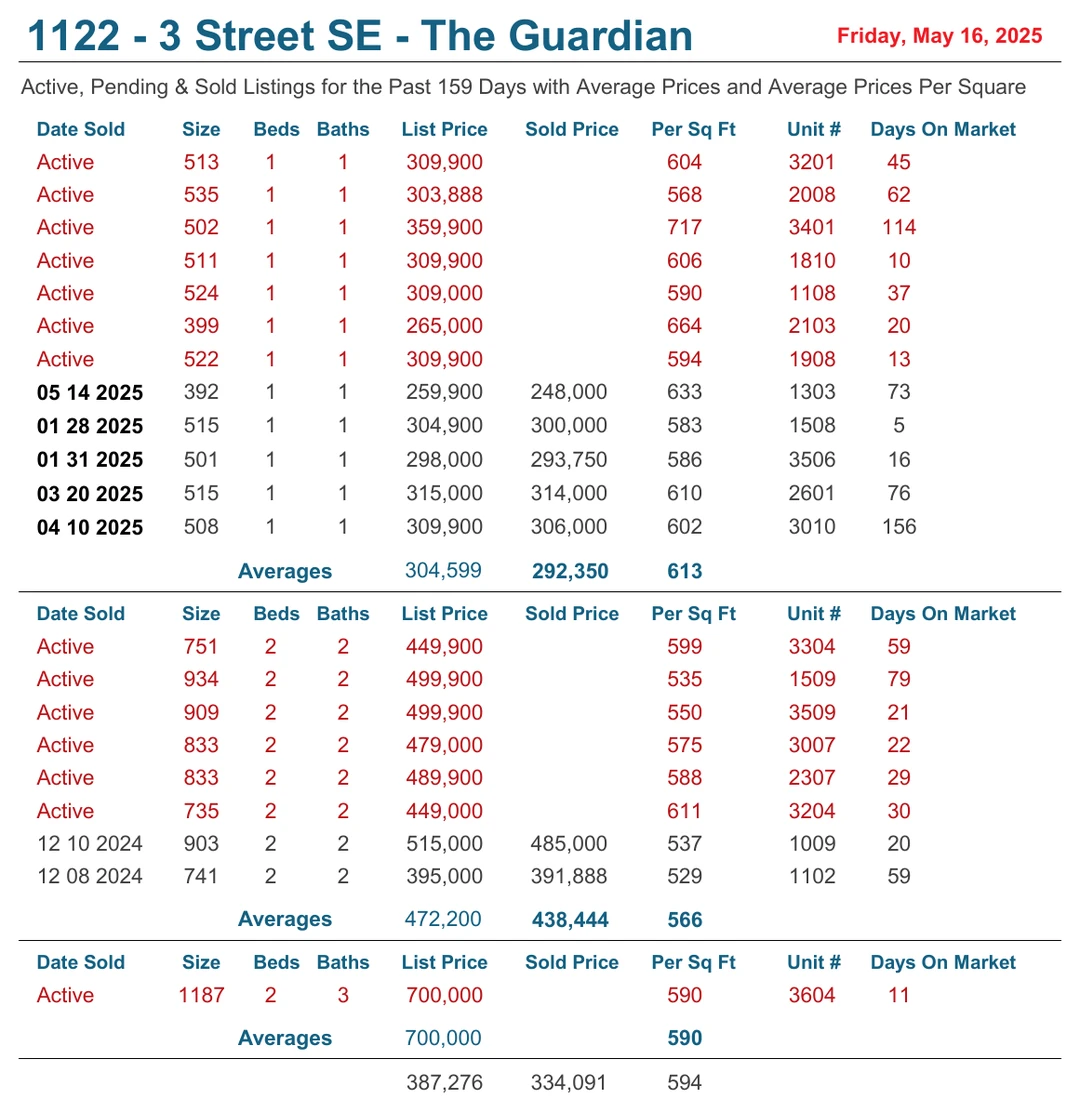 1122 - 3 Street SE - The Guardian Friday, May 16, 2025
Active, Pending & Sold Listings for the Past 159 Days with Average Prices and Average Prices Per Square
Date Sold Size Beds Baths List Price Sold Price Per Sq Ft Unit # Days On Market
Active 513 1 1 309,900 604 3201 45
Active 535 1 1 303,888 568 2008 62
Active 502 1 1 359,900 717 3401 114
Active 511 1 1 309,900 606 1810 10
Active 524 1 1 309,000 590 1108 37
Active 399 1 1 265,000 664 2103 20
Active 522 1 1 309,900 594 1908 13
05 14 2025 392 1 1 259,900 248,000 633 1303 73
01 28 2025 515 1 1 304,900 300,000 583 1508 5
01 31 2025 501 1 1 298,000 293,750 586 3506 16
03 20 2025 515 1 1 315,000 314,000 610 2601 76
04 10 2025 508 1 1 309,900 306,000 602 3010 156
Averages 304,599 292,350 613
Date Sold Size Beds Baths List Price Sold Price Per Sq Ft Unit # Days On Market
Active 751 2 2 449,900 599 3304 59
Active 934 2 2 499,900 535 1509 79
Active 909 2 2 499,900 550 3509 21
Active 833 2 2 479,000 575 3007 22
Active 833 2 2 489,900 588 2307 29
Active 735 2 2 449,000 611 3204 30
12 10 2024 903 2 2 515,000 485,000 537 1009 20
12 08 2024 741 2 2 395,000 391,888 529 1102 59
Averages 472,200 438,444 566
Date Sold Size Beds Baths List Price Sold Price Per Sq Ft Unit # Days On Market
Active 1187 2 3 700,000 590 3604 11
Averages 700,000 590
387,276 334,091 594